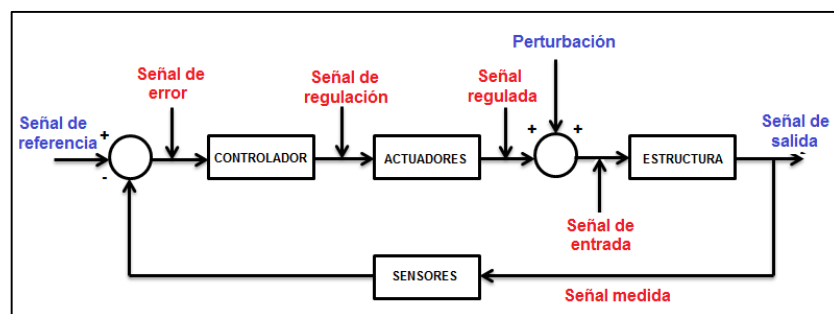 Perturbación
Señal de
error
Señal de
regulación
Señal
regulada
Señal de
referencia
Señal de
salida
+
-
+
+
CONTROLADOR
ACTUADORES
ESTRUCTURA
Señal de
entrada
SENSORES
Señal medida